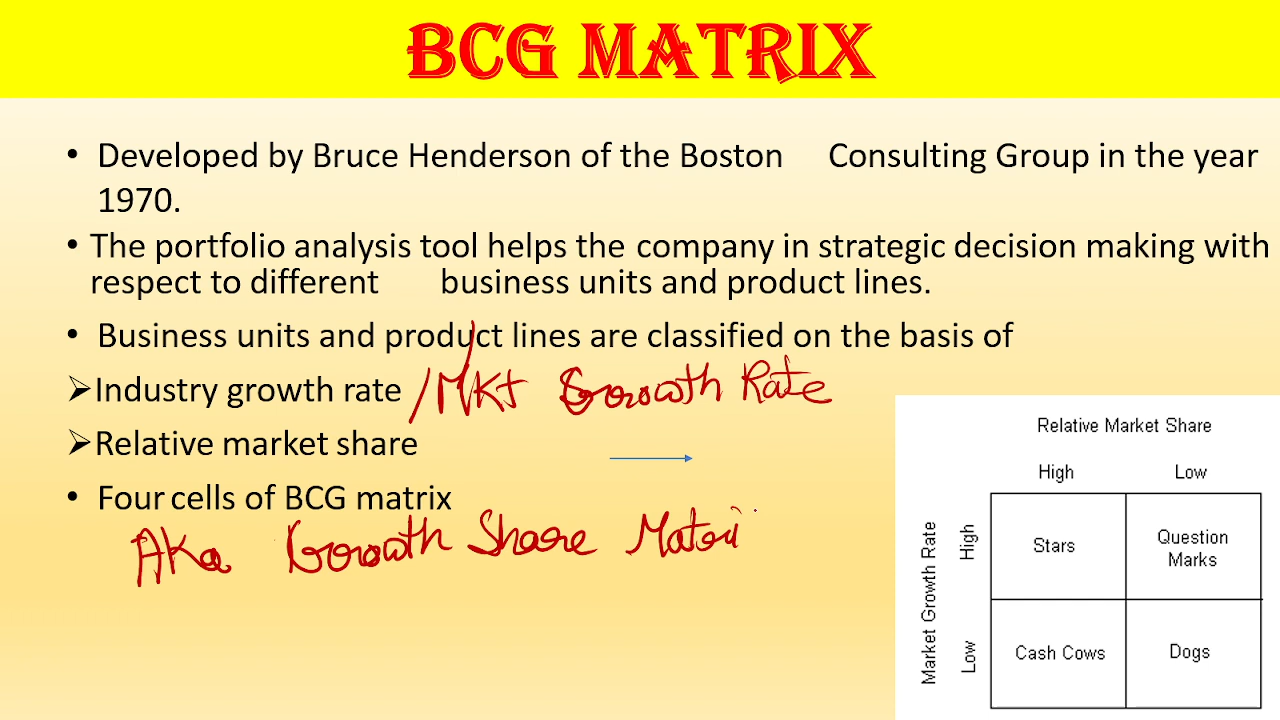 BCG MATRIX
• Developed by Bruce Henderson of the Boston Consulting Group in the year
1970.
• The portfolio analysis tool helps the company in strategic decision making with
respect to different business units and product lines.
• Business units and product lines are classified on the basis of
➢Industry growth rate /MKt Growth Rate
➢Relative market share
• Four cells of BCG matrix
AKa Growth Share Matri
Relative Market Share
High Low
Market Growth Rate
High
Stars
Question
Marks
Low
Cash Cows
Dogs